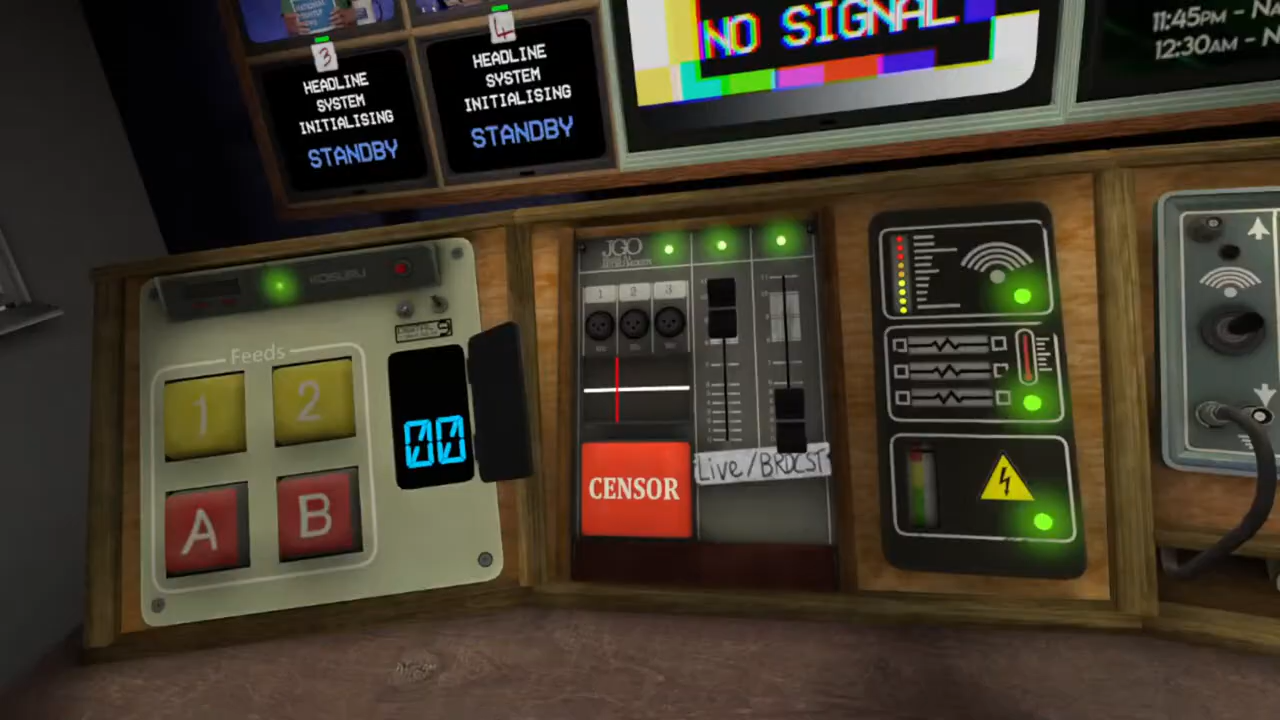 3
4
HEADLINE
SYSTEM
INITIALISING
STANDBY
HEADLINE
SYSTEM
INITIALISING
STANDBY
NO SIGNAL
11:45PM -
12:30AM -
KOSURU
Feeds
1
2
A
B
00
JGO
1 2 3
CENSOR
Live/BRDCST